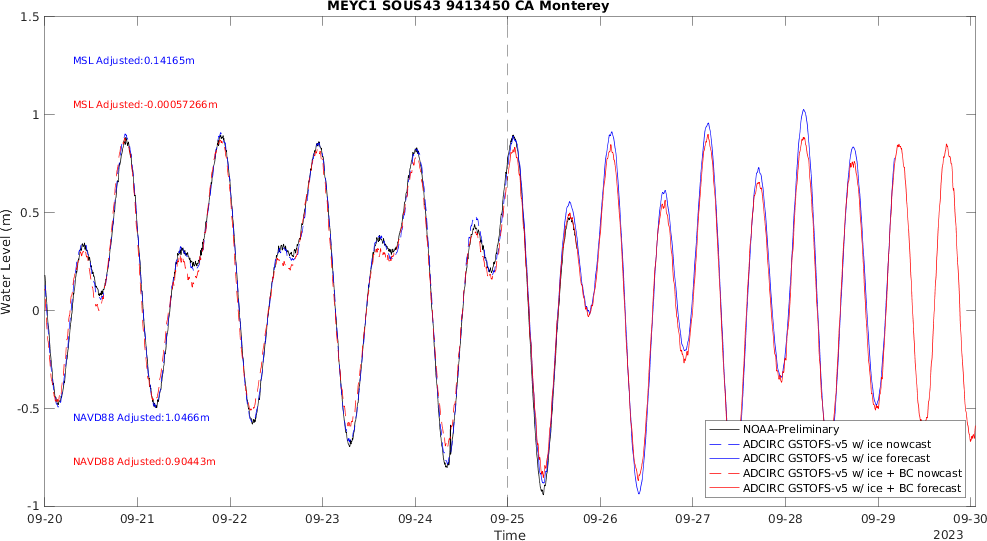 MEYC1 SOUS43 9413450 CA Monterey
1.5
MSL Adjusted:0.14165m
MSL Adjusted:-0.00057266m
1
0.5
Water Level (m)
0
-0.5
NAVD88 Adjusted:1.0466m
NAVD88 Adjusted:0.90443m
NOAA-Preliminary
ADCIRC GSTOFS-v5 w/ ice nowcast
ADCIRC GSTOFS-v5 w/ ice forecast
ADCIRC GSTOFS-v5 w/ ice + BC nowcast
ADCIRC GSTOFS-v5 w/ ice + BC forecast
-1
09-20 09-21 09-22 09-23 09-24 09-25 09-26 09-27 09-28 09-29 09-30
Time
2023